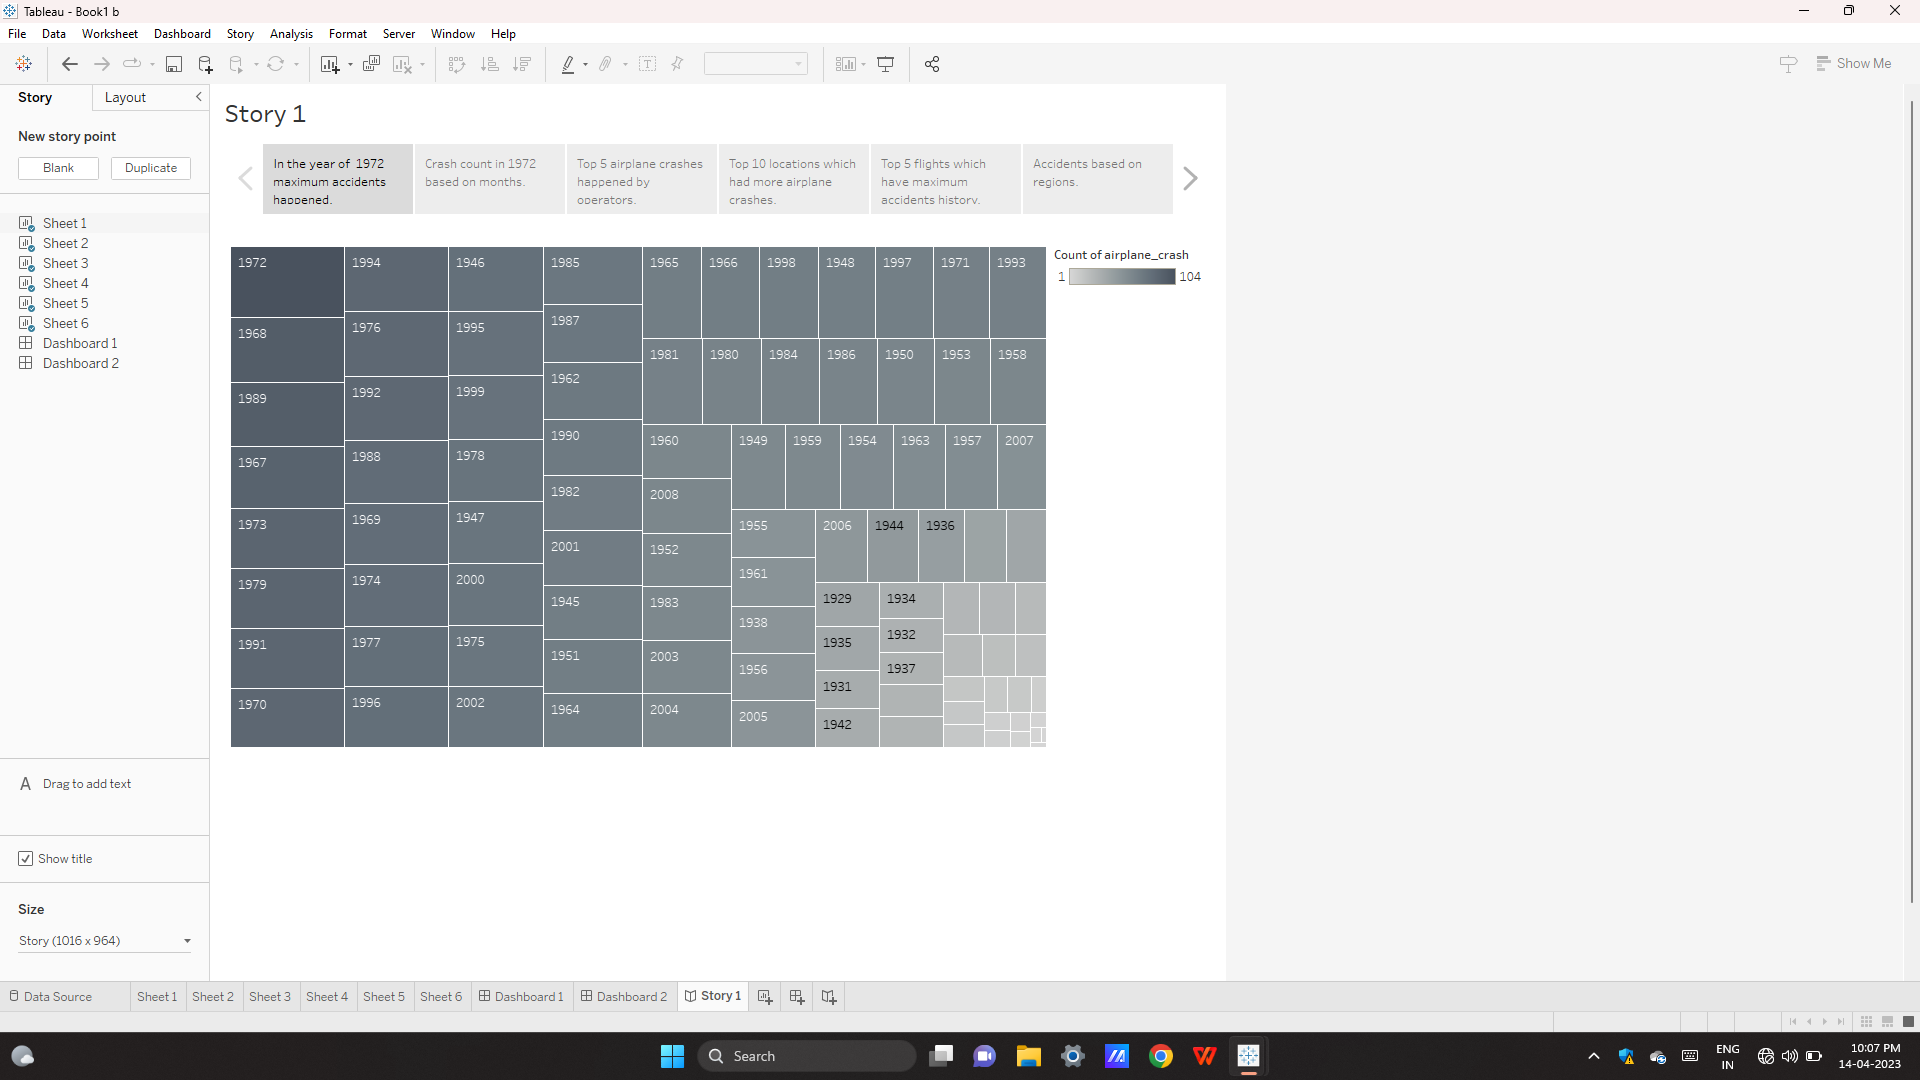 Tableau - Book1 b
File Data Worksheet Dashboard Story Analysis Format Server Window Help
Show Me
Story Layout
New story point
Blank Duplicate
Sheet 1
Sheet 2
Sheet 3
Sheet 4
Sheet 5
Sheet 6
Dashboard 1
Dashboard 2
A Drag to add text
Show title
Size
Story (1016 x 964)
Story 1
In the year of 1972
maximum accidents
happened.
Crash count in 1972
based on months.
Top 5 airplane crashes
happened by
operators.
Top 10 locations which
had more airplane
crashes.
Top 5 flights which
have maximum
accidents history.
Accidents based on
regions.
1972
1968
1989
1967
1973
1979
1991
1970
1994
1976
1992
1988
1969
1974
1977
1996
1946
1995
1999
1978
1947
2000
1975
2002
1985
1987
1962
1990
1982
2001
1945
1951
1964
1965 1966 1998 1948 1997 1971 1993
1981 1980 1984 1986 1950 1953 1958
1960
2008
1952
1983
2003
2004
1949 1959 1954 1963 1957 2007
1955
1961
1938
1956
2005
2006 1944 1936
1929
1935
1931
1942
1934
1932
1937
Count of airplane_crash
1 104
Data Source Sheet 1 Sheet 2 Sheet 3 Sheet 4 Sheet 5 Sheet 6 Dashboard 1 Dashboard 2 Story 1
Search
ENG
IN
10:07 PM
14-04-2023